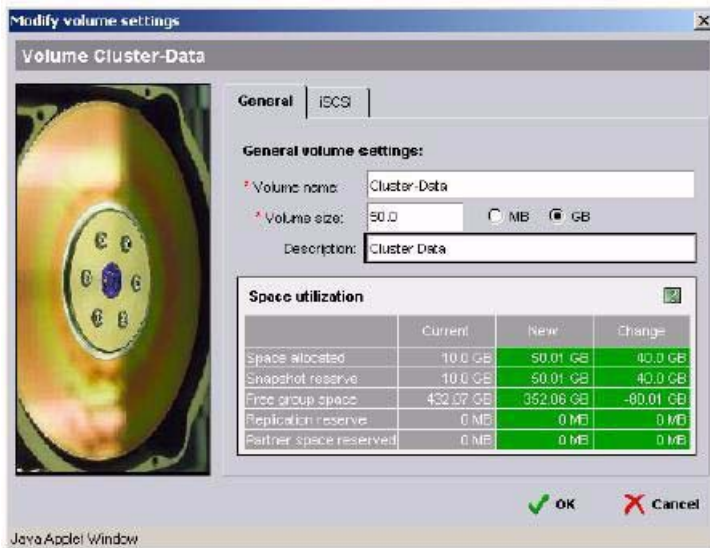 Modify volume settings
Volume Cluster-Data
General iSCSI
General volume settings:
* Volume name: Cluster-Data
* Volume size: 50.0 MB GB
Description: Cluster Data
Space utilization
Current New Change
Space allocated 10.0 GB 50.01 GB 40.0 GB
Snapshot reserve 10.0 GB 50.01 GB 40.0 GB
Free group space 432.07 GB 352.06 GB -80.01 GB
Replication reserve 0 MB 0 MB 0 MB
Partner space reserved 0 MB 0 MB 0 MB
OK Cancel
Java Applet Window